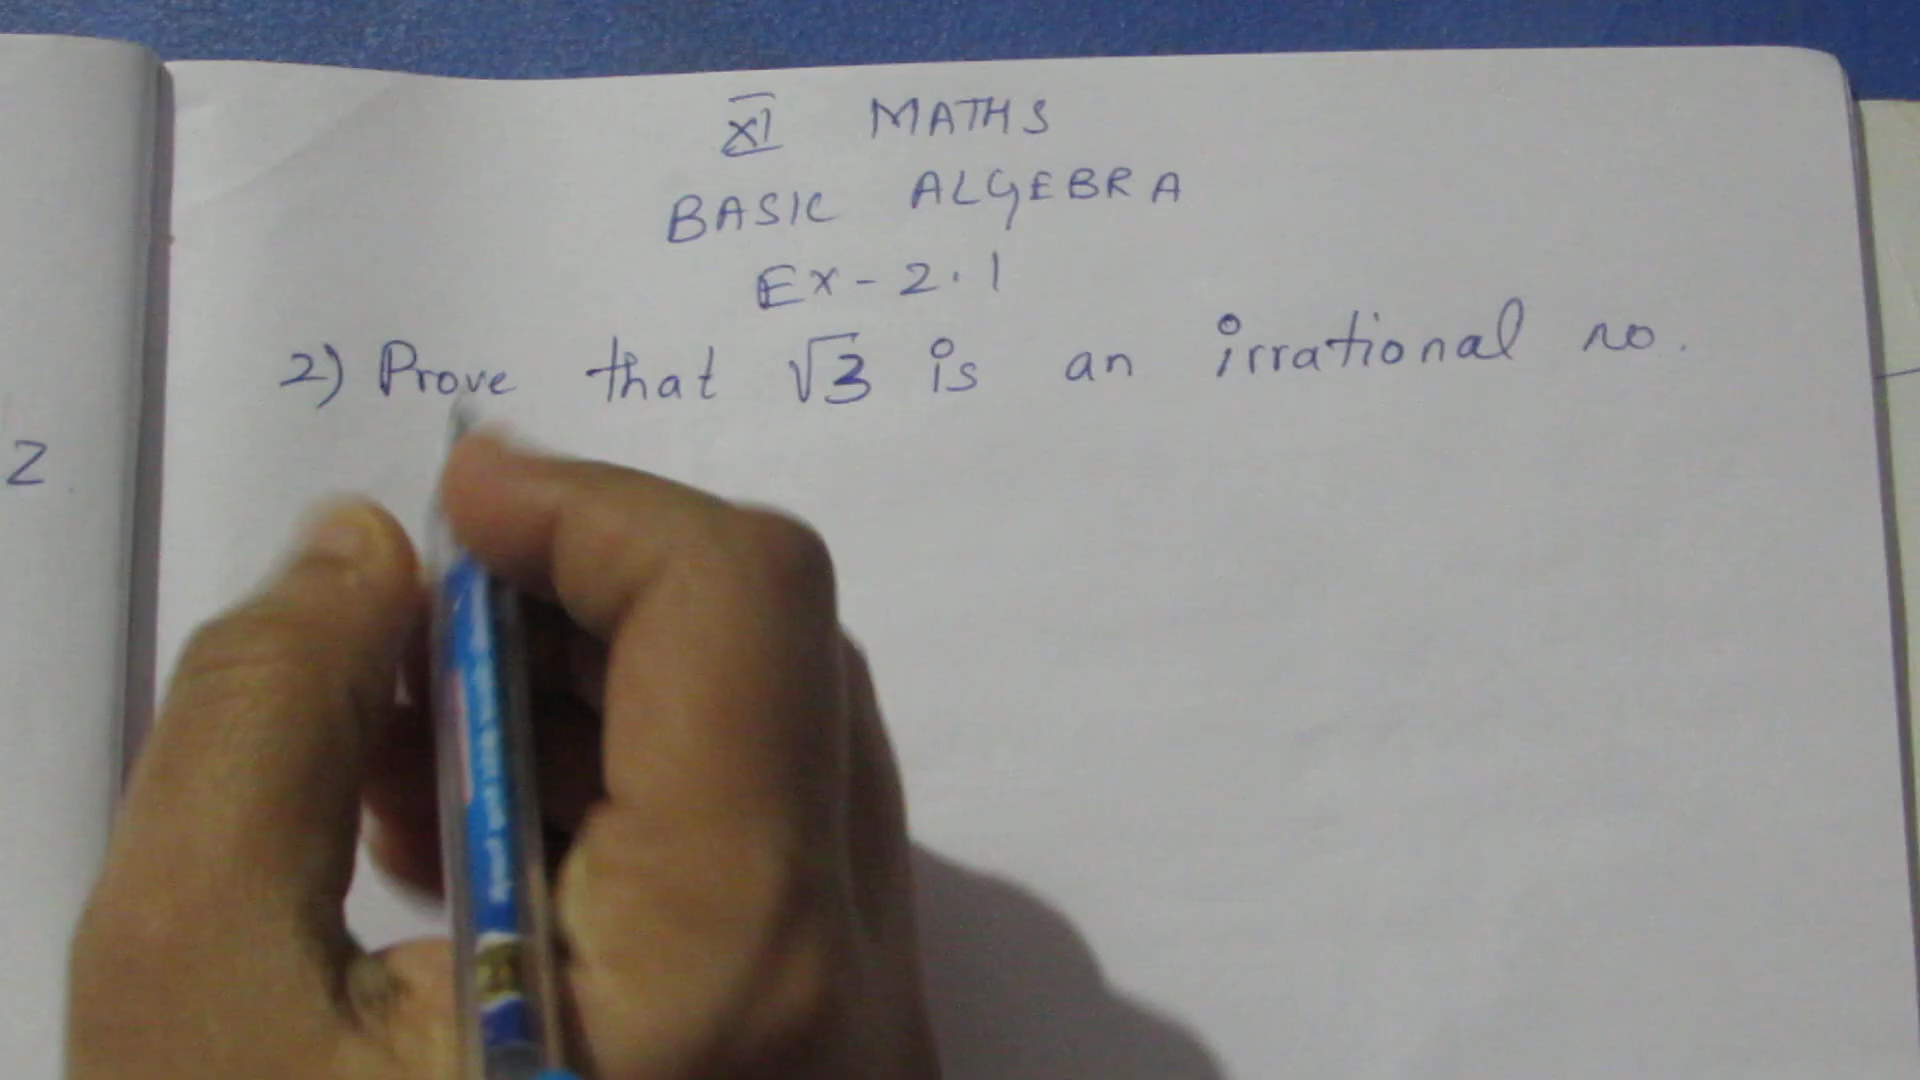 XI MATHS
BASIC ALGEBRA
Ex - 2.1
2) Prove that √3 is an irrational no.
Z